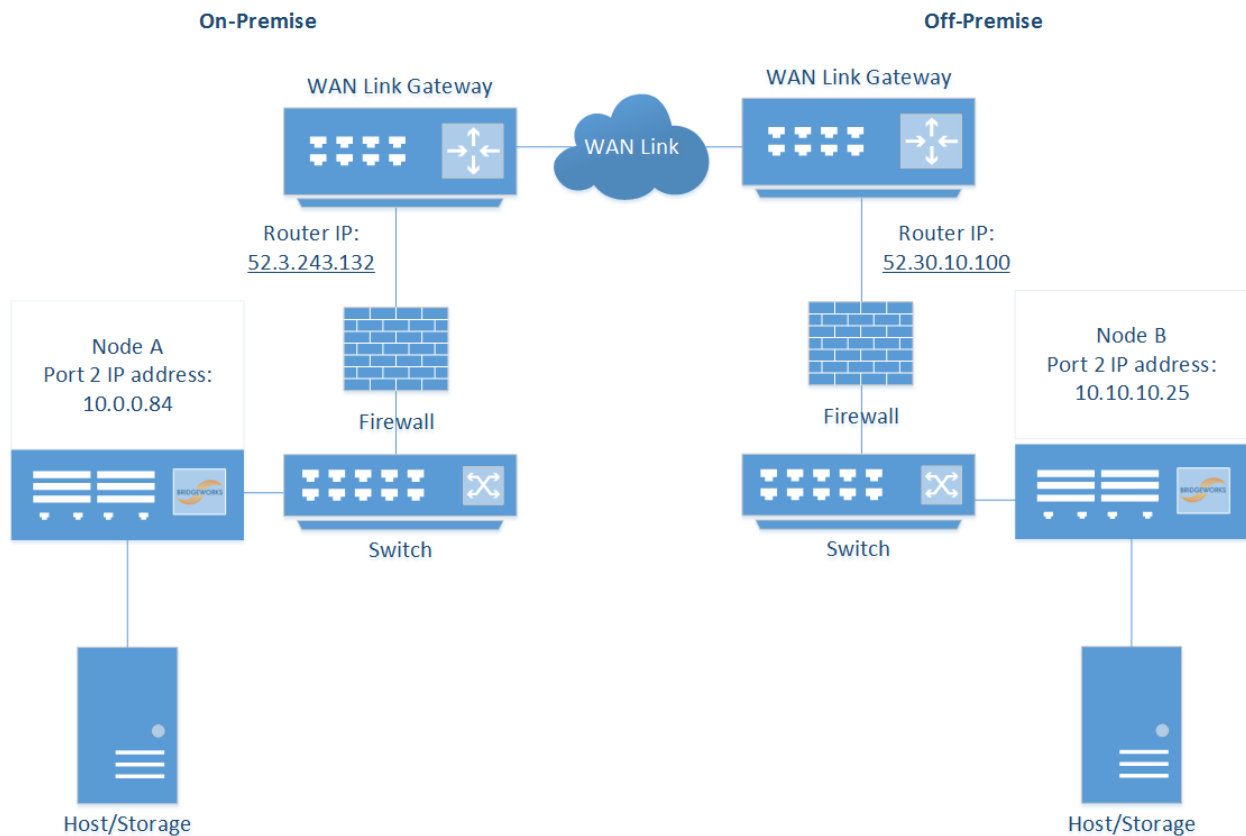 On-Premise
Off-Premise
WAN Link Gateway
WAN Link Gateway
WAN Link
Router IP:
52.3.243.132
Router IP:
52.30.10.100
Node A
Port 2 IP address:
10.0.0.84
Node B
Port 2 IP address:
10.10.10.25
Firewall
Firewall
BRIDGEWORKS
BRIDGEWORKS
Switch
Switch
Host/Storage
Host/Storage